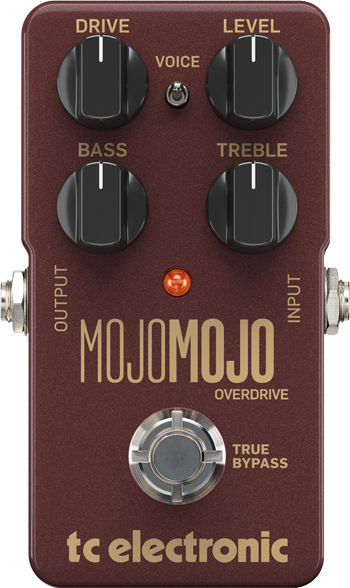 DRIVE
LEVEL
VOICE
BASS
TREBLE
OUTPUT
INPUT
MOJOMOJO
OVERDRIVE
TRUE
BYPASS
tc electronic